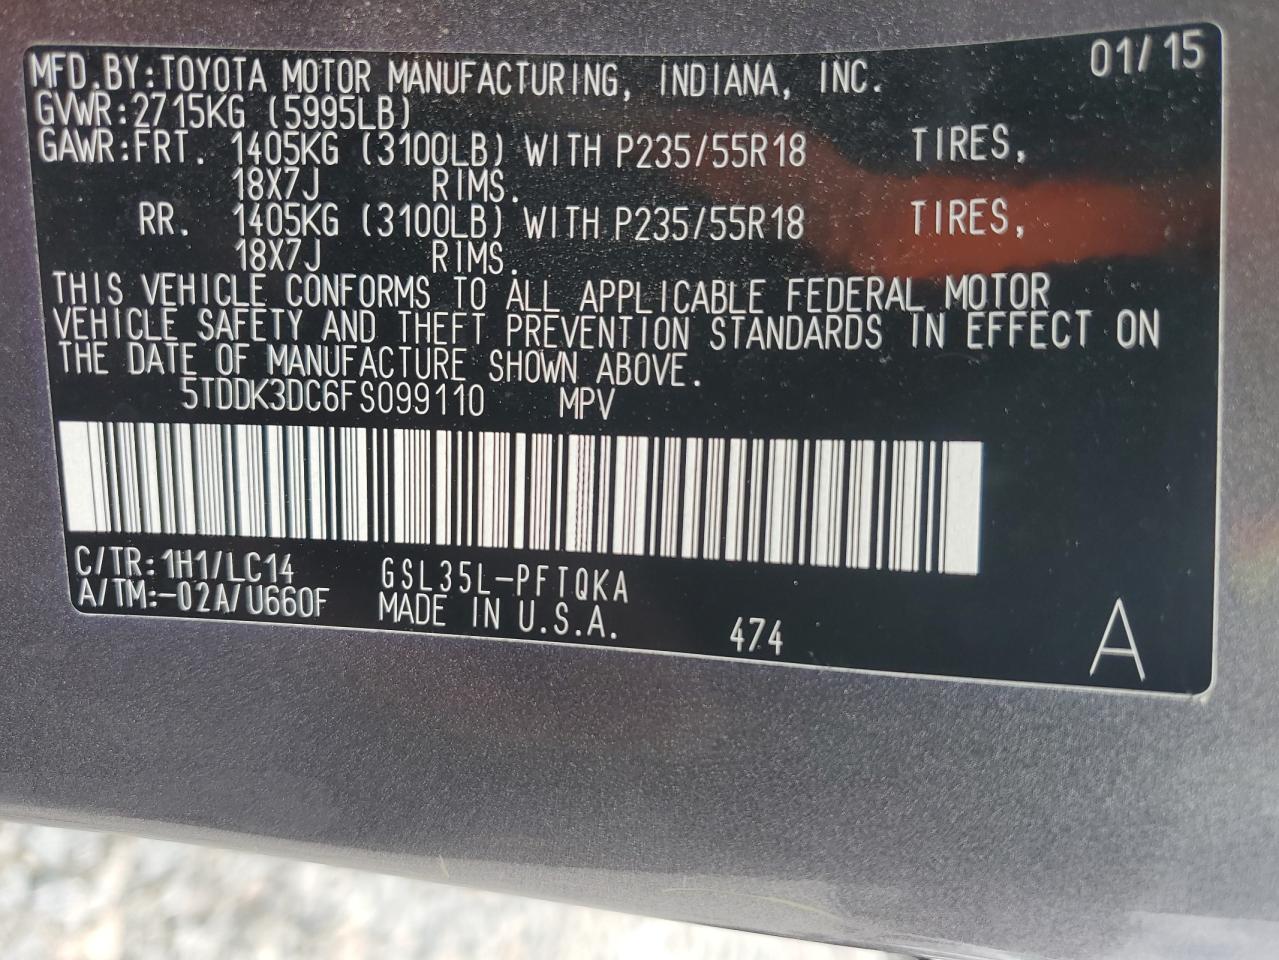 MFD.BY:TOYOTA MOTOR MANUFACTURING, INDIANA, INC. 01/15
GVWR:2715KG (5995LB)
GAWR:FRT. 1405KG (3100LB) WITH P235/55R18 TIRES,
18X7J RIMS.
RR. 1405KG (3100LB) WITH P235/55R18 TIRES,
18X7J RIMS.
THIS VEHICLE CONFORMS TO ALL APPLICABLE FEDERAL MOTOR
VEHICLE SAFETY AND THEFT PREVENTION STANDARDS IN EFFECT ON
THE DATE OF MANUFACTURE SHOWN ABOVE.
5TDDK3DC6FS099110 MPV
C/TR:1H1/LC14 GSL35L-PFTQKA
A/TM:-02A/U660F MADE IN U.S.A. 474 A